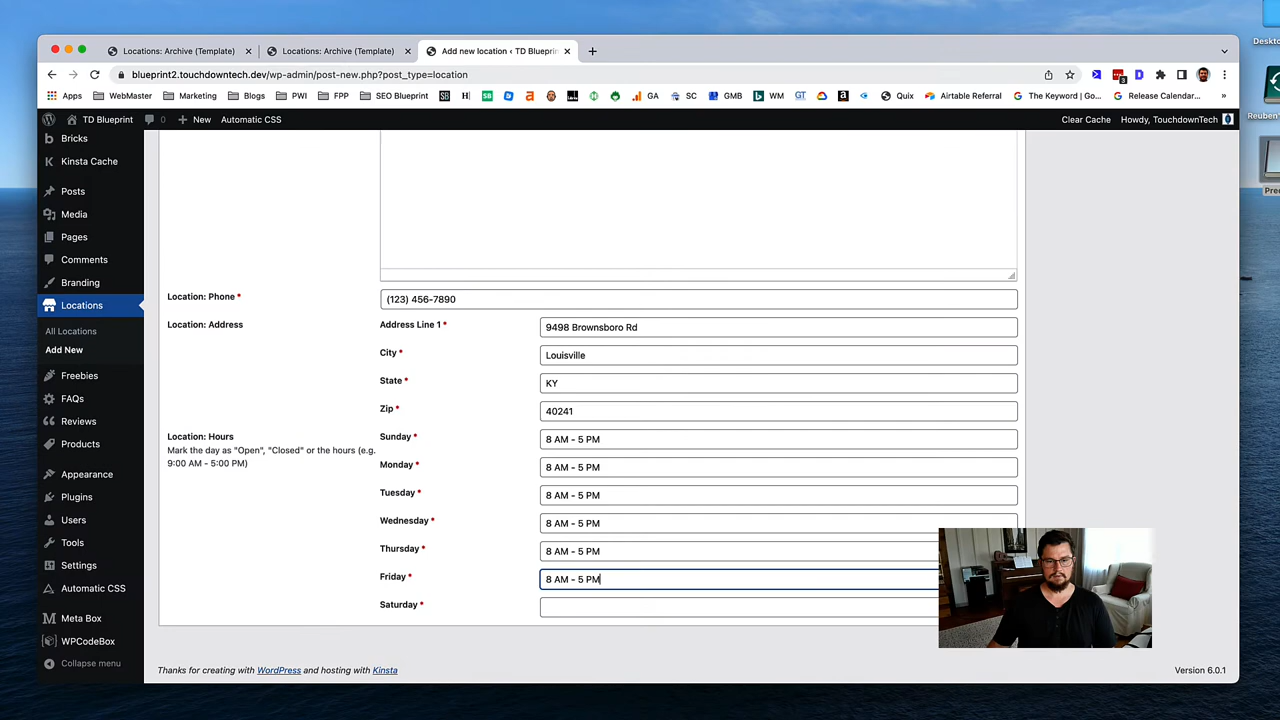 Locations: Archive (Template)
Locations: Archive (Template)
Add new location ‹ TD Blueprin
blueprint2.touchdowntech.dev/wp-admin/post-new.php?post_type=location
Apps
WebMaster
Marketing
Blogs
PWI
FPP
SEO Blueprint
GA
SC
GMB
WM
Quix
Airtable Referral
The Keyword | Go...
Release Calendar...
»
TD Blueprint
0
New
Automatic CSS
Clear Cache
Howdy, TouchdownTech
Deskto
Reuben'
Prec
Bricks
Kinsta Cache
Posts
Media
Pages
Comments
Branding
Locations
All Locations
Add New
Freebies
FAQs
Reviews
Products
Appearance
Plugins
Users
Tools
Settings
Automatic CSS
Meta Box
WPCodeBox
Collapse menu
Location: Phone *
(123) 456-7890
Location: Address
Address Line 1 *
9498 Brownsboro Rd
City *
Louisville
State *
KY
Zip *
40241
Location: Hours
Mark the day as "Open", "Closed" or the hours (e.g.
9:00 AM - 5:00 PM)
Sunday *
8 AM - 5 PM
Monday *
8 AM - 5 PM
Tuesday *
8 AM - 5 PM
Wednesday *
8 AM - 5 PM
Thursday *
8 AM - 5 PM
Friday *
8 AM - 5 PM
Saturday *
Thanks for creating with WordPress and hosting with Kinsta
Version 6.0.1